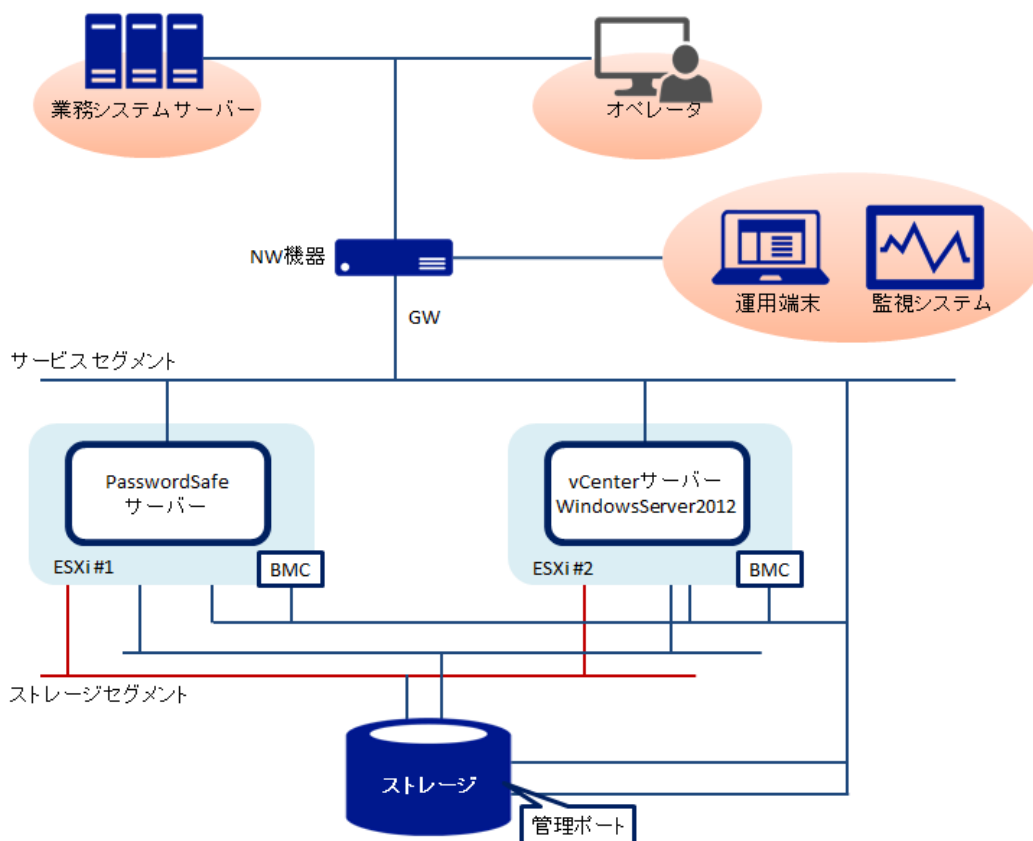 業務システムサーバー
オペレータ
NW機器
運用端末
監視システム
GW
サービスセグメント
PasswordSafe
サーバー
vCenterサーバー
WindowsServer2012
ESXi #1
BMC
ESXi #2
BMC
ストレージセグメント
ストレージ
管理ポート